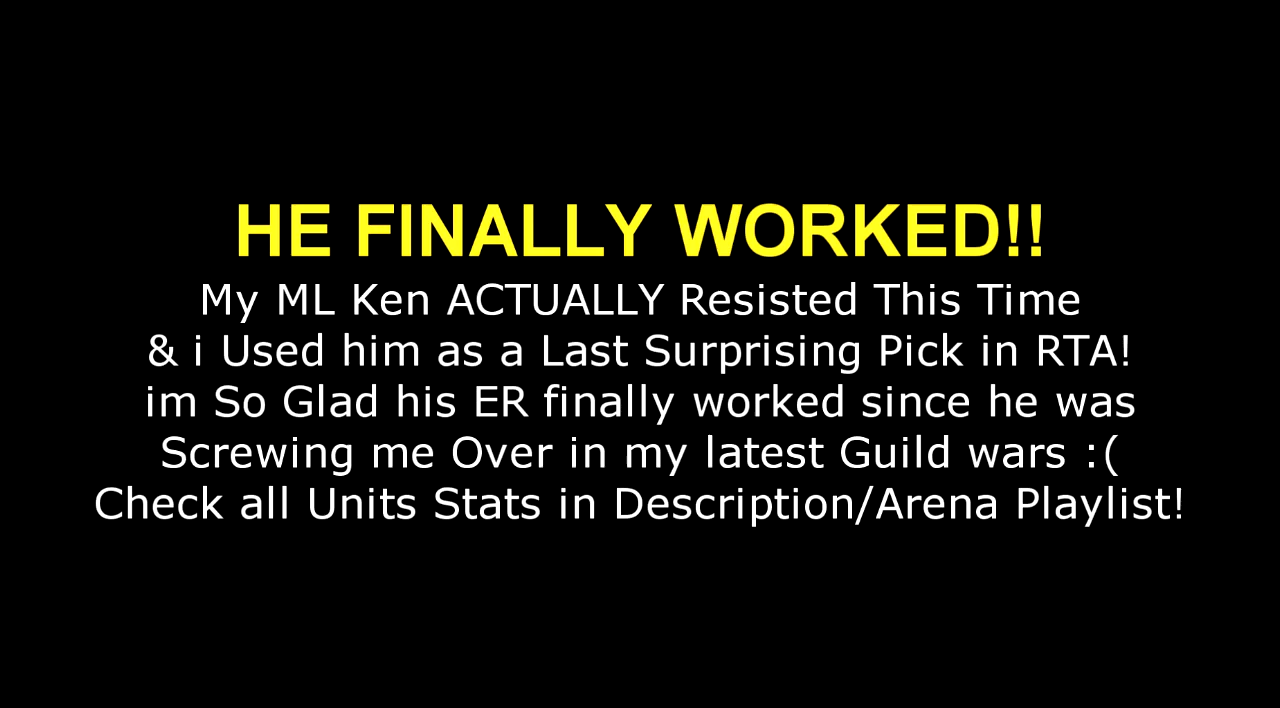 HE FINALLY WORKED!!
My ML Ken ACTUALLY Resisted This Time
& i Used him as a Last Surprising Pick in RTA!
im So Glad his ER finally worked since he was
Screwing me Over in my latest Guild wars :(
Check all Units Stats in Description/Arena Playlist!